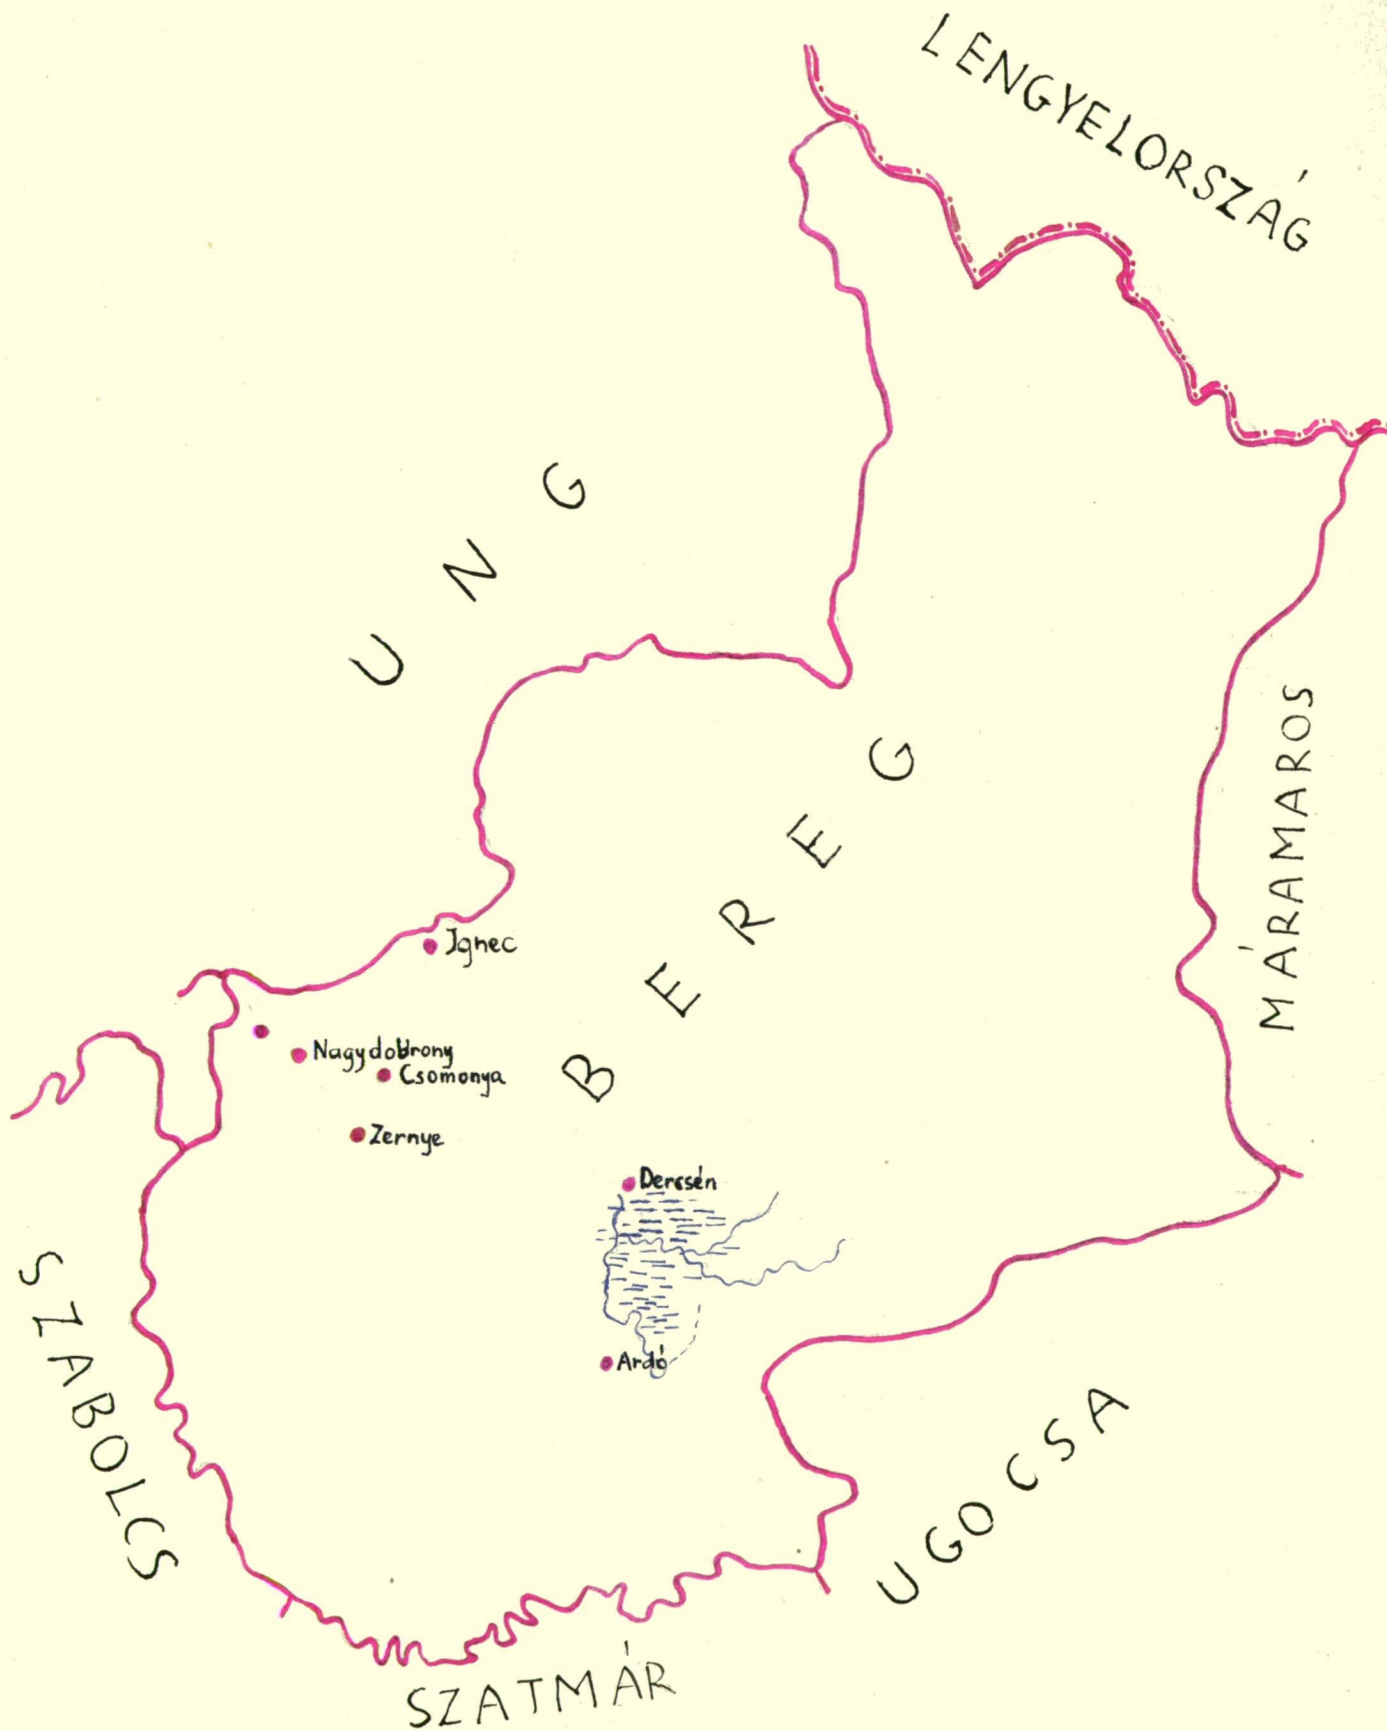 LENGYELORSZÁG
UNG
BEREG
MÁRAMAROS
Ignec
Nagydobrony
Csomonya
Zernye
Dercsén
Ardó
SZABOLCS
UGOCSA
SZATMÁR